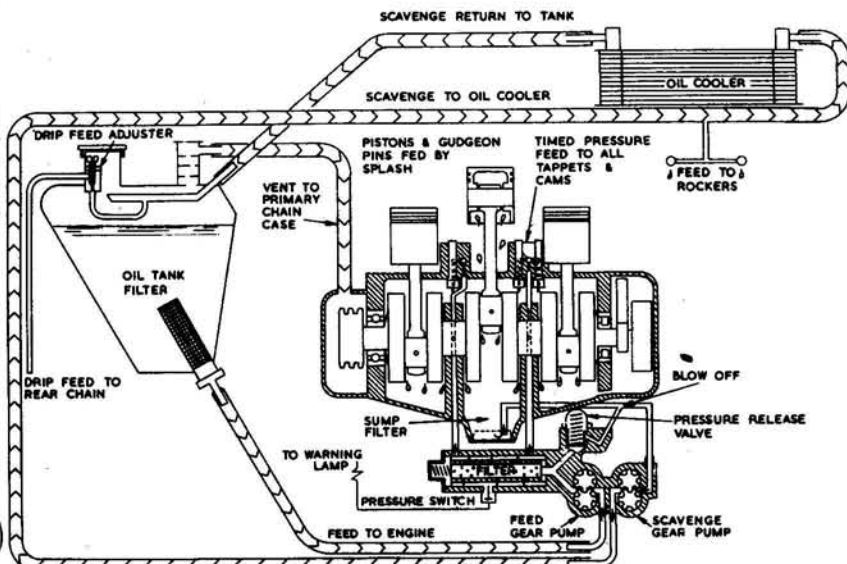 SCAVENGE RETURN TO TANK
OIL COOLER
SCAVENGE TO OIL COOLER
DRIP FEED ADJUSTER
PISTONS & GUDGEON
PINS FED BY
SPLASH
TIMED PRESSURE
FEED TO ALL
TAPPETS &
CAMS
FEED TO
ROCKERS
VENT TO
PRIMARY
CHAIN
CASE
OIL TANK
FILTER
DRIP FEED TO
REAR CHAIN
BLOW OFF
SUMP
FILTER
PRESSURE RELEASE
VALVE
TO WARNING
LAMP
FILTER
PRESSURE SWITCH
FEED TO ENGINE
FEED
GEAR PUMP
SCAVENGE
GEAR PUMP